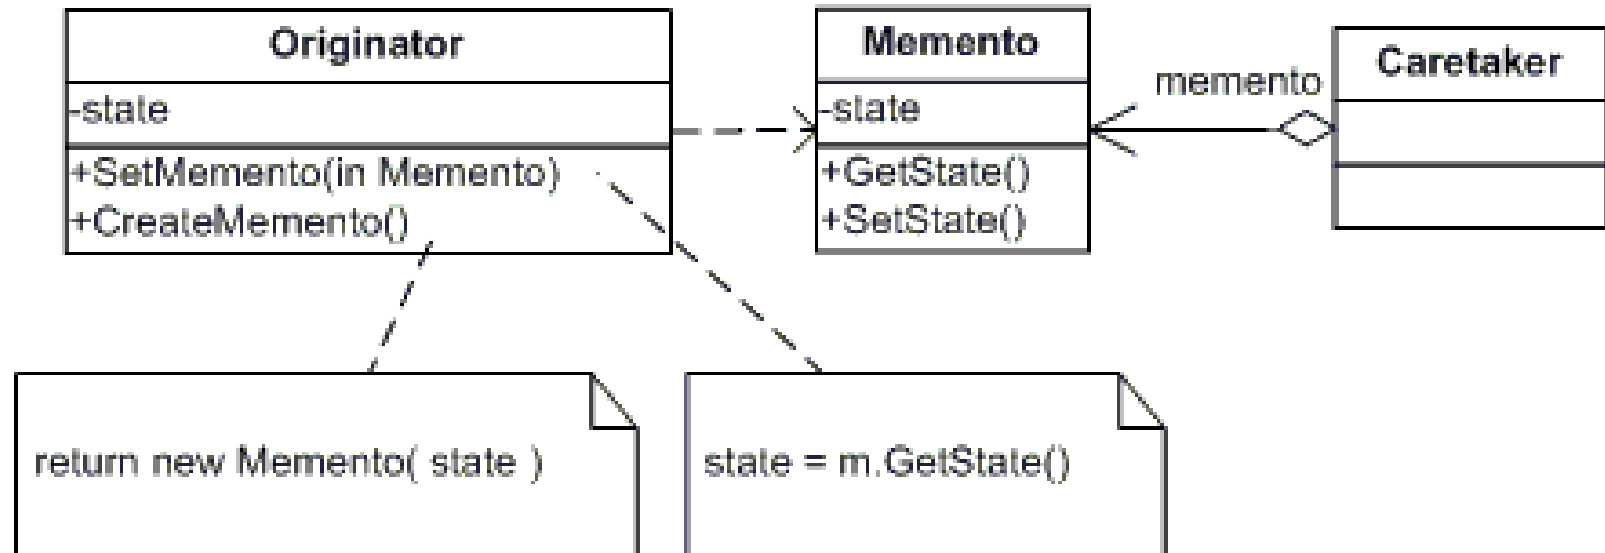 Originator
-state
+SetMemento(in Memento)
+CreateMemento()
Memento
-state
+GetState()
+SetState()
memento
Caretaker
return new Memento( state )
state = m.GetState()